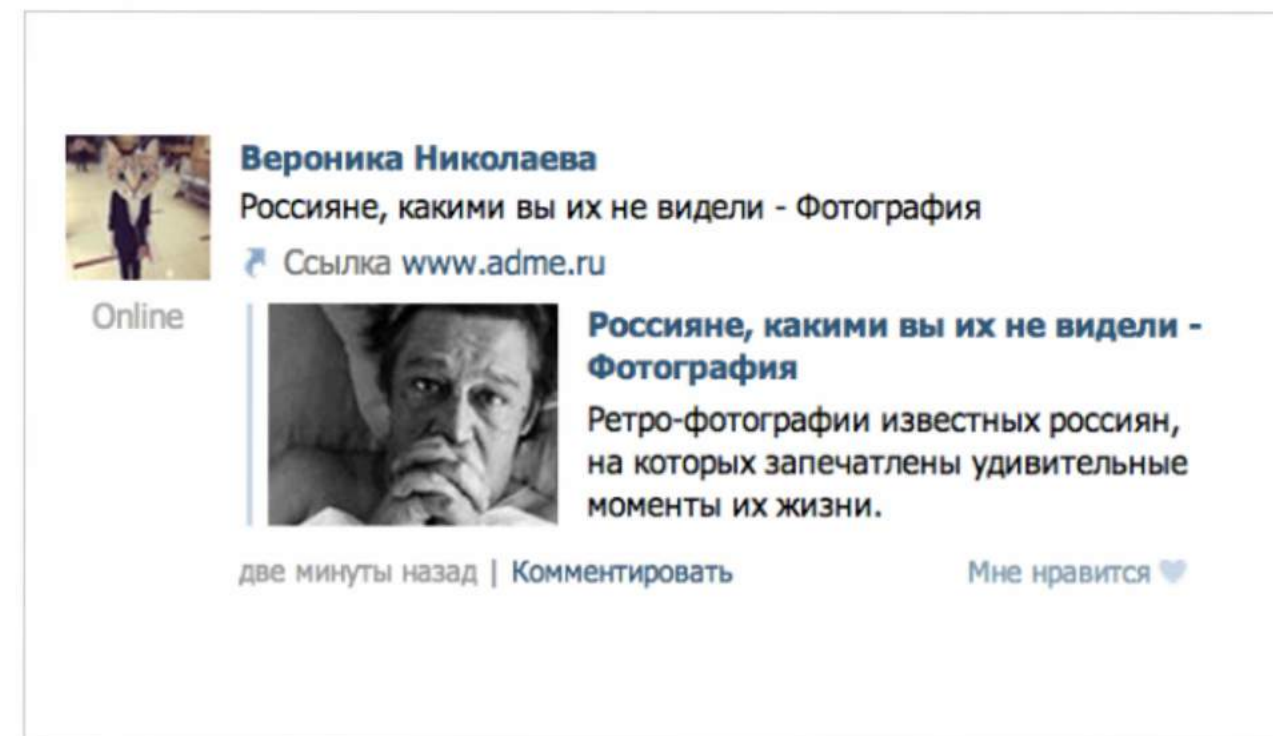 Вероника Николаева
Россияне, какими вы их не видели - Фотография
Ссылка www.adme.ru
Online
Россияне, какими вы их не видели -
Фотография
Ретро-фотографии известных россиян,
на которых запечатлены удивительные
моменты их жизни.
две минуты назад | Комментировать
Мне нравится